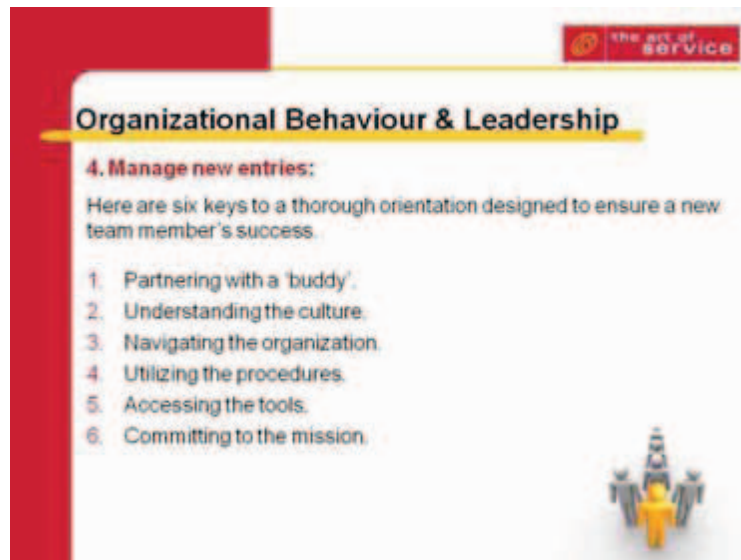 the art of
service
Organizational Behaviour & Leadership
4. Manage new entries:
Here are six keys to a thorough orientation designed to ensure a new
team member's success.
1. Partnering with a 'buddy'.
2. Understanding the culture.
3. Navigating the organization.
4. Utilizing the procedures.
5. Accessing the tools.
6. Committing to the mission.